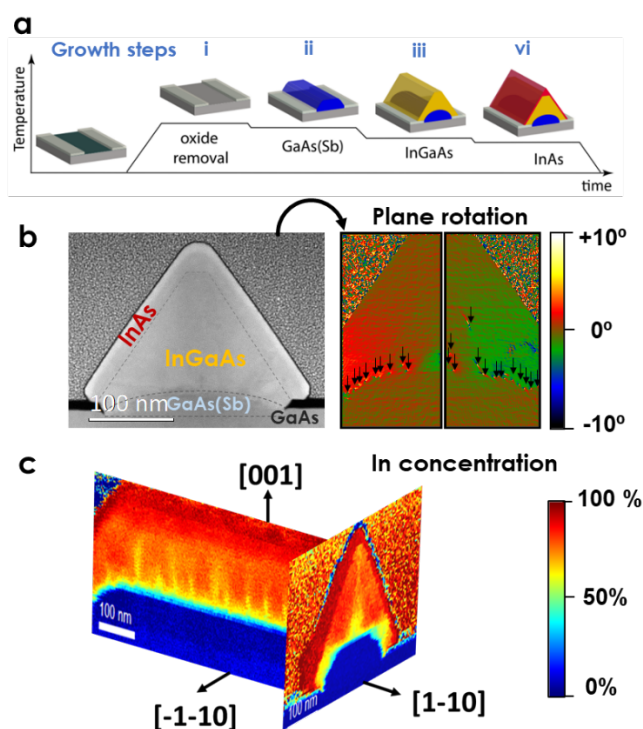 a
Growth steps i ii iii vi
Temperature
oxide
removal
GaAs(Sb)
InGaAs
InAs
time
b
Plane rotation
InAs
InGaAs
GaAs(Sb)
GaAs
100 nm
+10º
0º
-10º
c
In concentration
[001]
100 nm
[-1-10]
100 nm
[1-10]
100 %
50%
0%